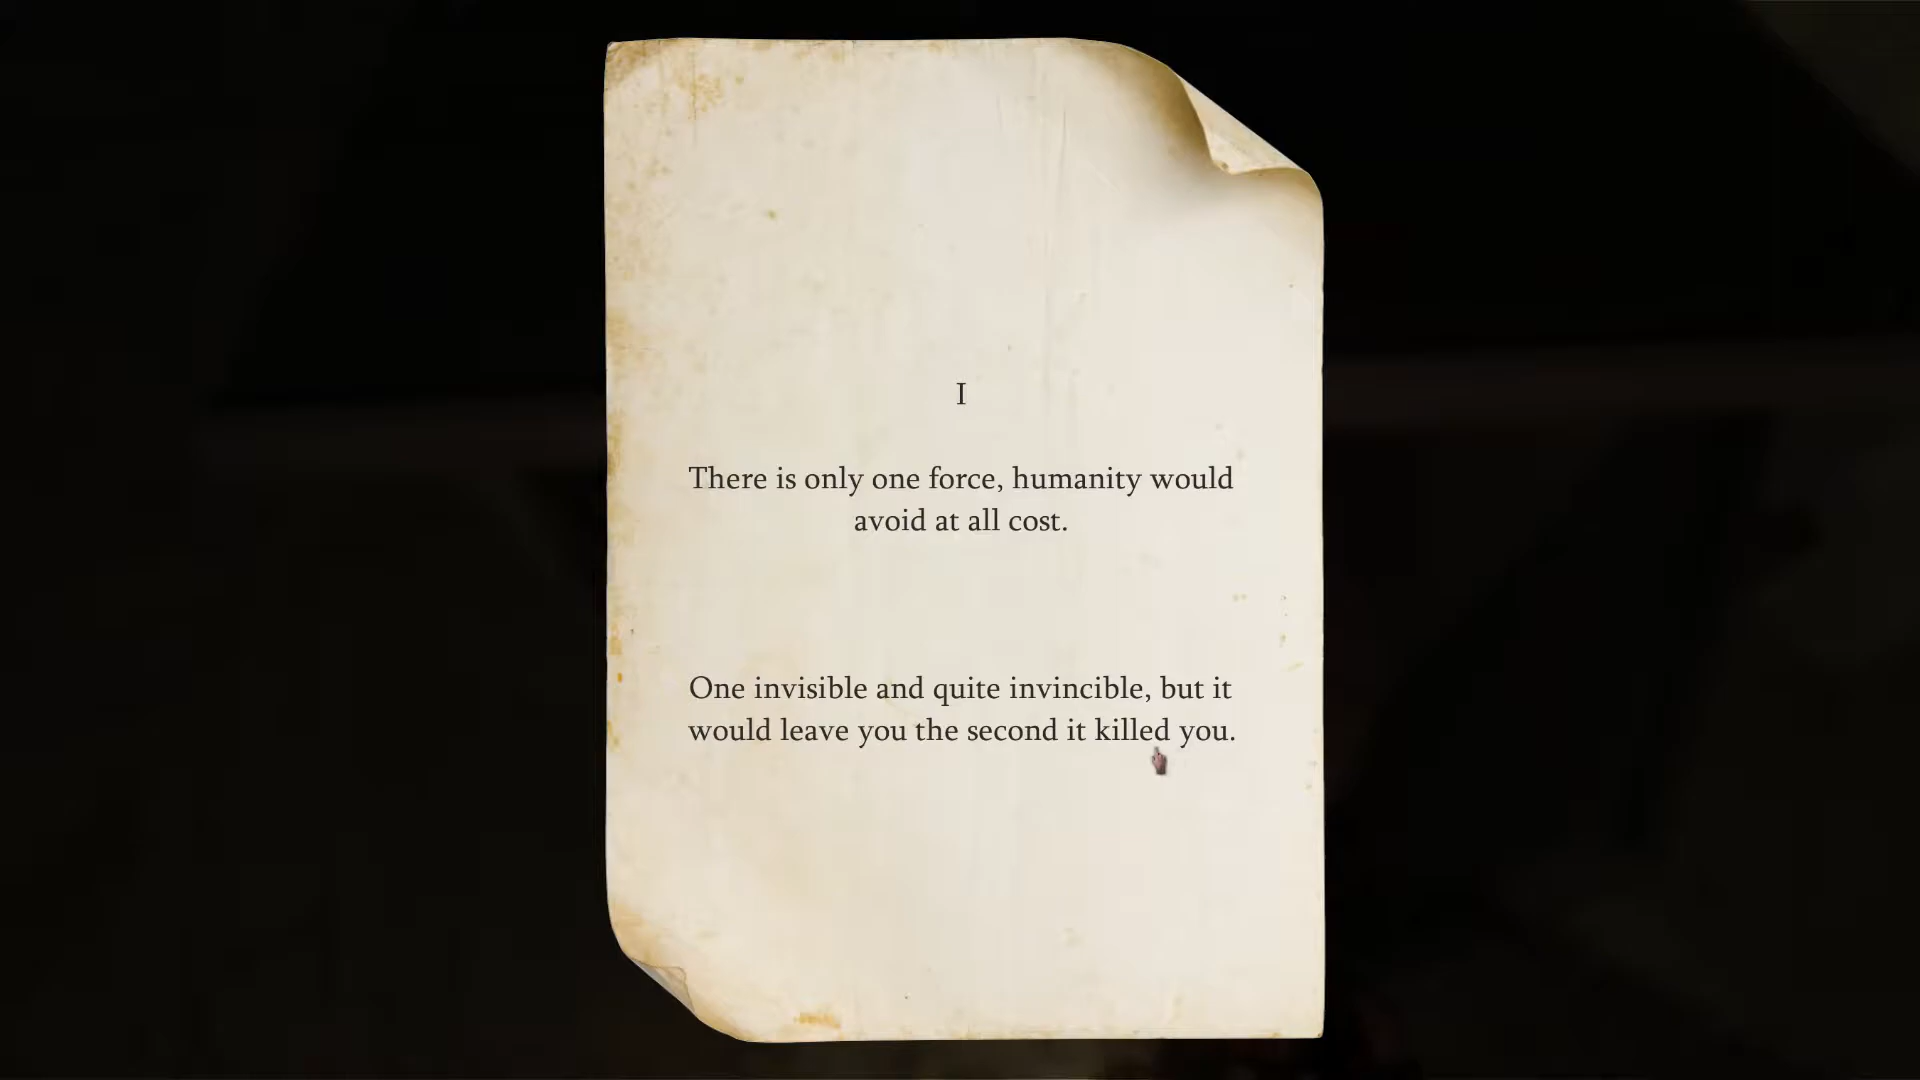 I
There is only one force, humanity would
avoid at all cost.
One invisible and quite invincible, but it
would leave you the second it killed you.